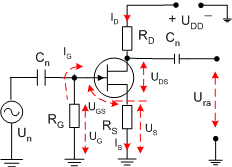 I_D
+ U_DD −
R_D
C_n
I_G
C_n
U_DS
U_GS
U_ra
R_G
U_G
R_S
U_S
U_n
I_S